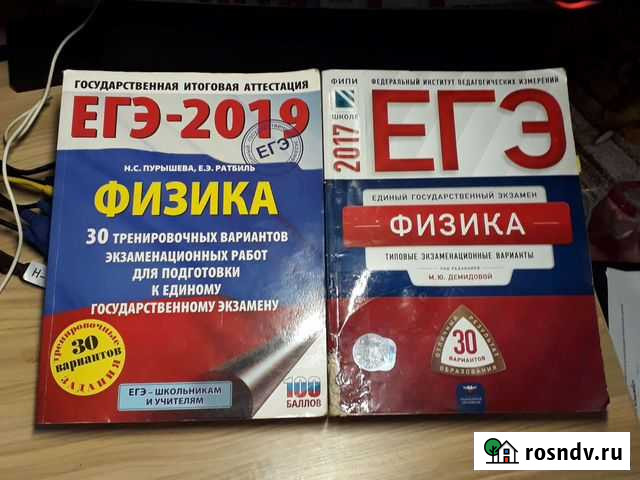 ГОСУДАРСТВЕННАЯ ИТОГОВАЯ АТТЕСТАЦИЯ
ЕГЭ-2019
ЕГЭ
Н.С. ПУРЫШЕВА, Е.Э. РАТБИЛЬ
ФИЗИКА
30 ТРЕНИРОВОЧНЫХ ВАРИАНТОВ
ЭКЗАМЕНАЦИОННЫХ РАБОТ
ДЛЯ ПОДГОТОВКИ
К ЕДИНОМУ
ГОСУДАРСТВЕННОМУ ЭКЗАМЕНУ
ТРЕНИРОВОЧНЫЕ
30
вариантов
ЗАДАНИЯ
ЕГЭ – ШКОЛЬНИКАМ
И УЧИТЕЛЯМ
100
БАЛЛОВ
ФИПИ
ШКОЛЕ
2017
ФЕДЕРАЛЬНЫЙ ИНСТИТУТ ПЕДАГОГИЧЕСКИХ ИЗМЕРЕНИЙ
ЕГЭ
ЕДИНЫЙ ГОСУДАРСТВЕННЫЙ ЭКЗАМЕН
ФИЗИКА
ТИПОВЫЕ ЭКЗАМЕНАЦИОННЫЕ ВАРИАНТЫ
ПОД РЕДАКЦИЕЙ
М. Ю. ДЕМИДОВОЙ
30
ВАРИАНТОВ
ОБРАЗОВАНИЯ
rosndv.ru